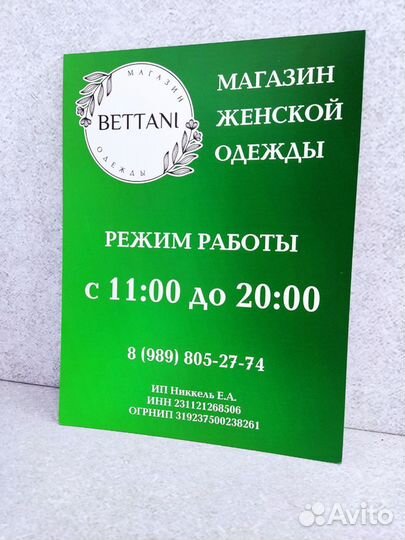 МАГАЗИН
BETTANI
ОДЕЖДЫ
МАГАЗИН
ЖЕНСКОЙ
ОДЕЖДЫ
РЕЖИМ РАБОТЫ
с 11:00 до 20:00
8 (989) 805-27-74
ИП Никкель Е.А.
ИНН 231121268506
ОГРНИП 319237500238261
Avito